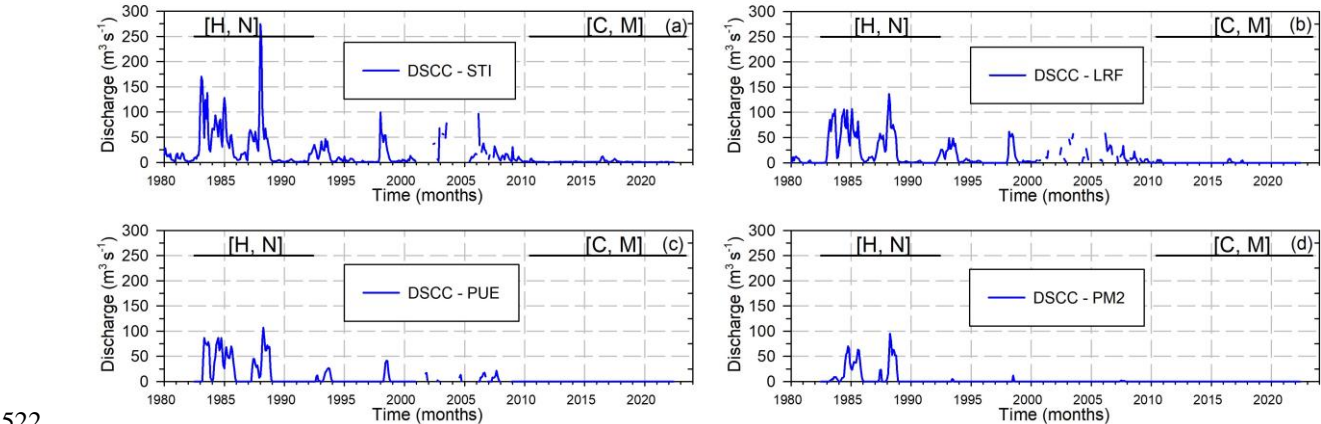 300 [H, N] [C, M] (a)
250
200
150
100
50
0
Discharge (m³ s⁻¹)
DSCC - STI
1980 1985 1990 1995 2000 2005 2010 2015 2020
Time (months)
300 [H, N] [C, M] (b)
250
200
150
100
50
0
Discharge (m³ s⁻¹)
DSCC - LRF
1980 1985 1990 1995 2000 2005 2010 2015 2020
Time (months)
300 [H, N] [C, M] (c)
250
200
150
100
50
0
Discharge (m³ s⁻¹)
DSCC - PUE
1980 1985 1990 1995 2000 2005 2010 2015 2020
Time (months)
300 [H, N] [C, M] (d)
250
200
150
100
50
0
Discharge (m³ s⁻¹)
DSCC - PM2
1980 1985 1990 1995 2000 2005 2010 2015 2020
Time (months)
522